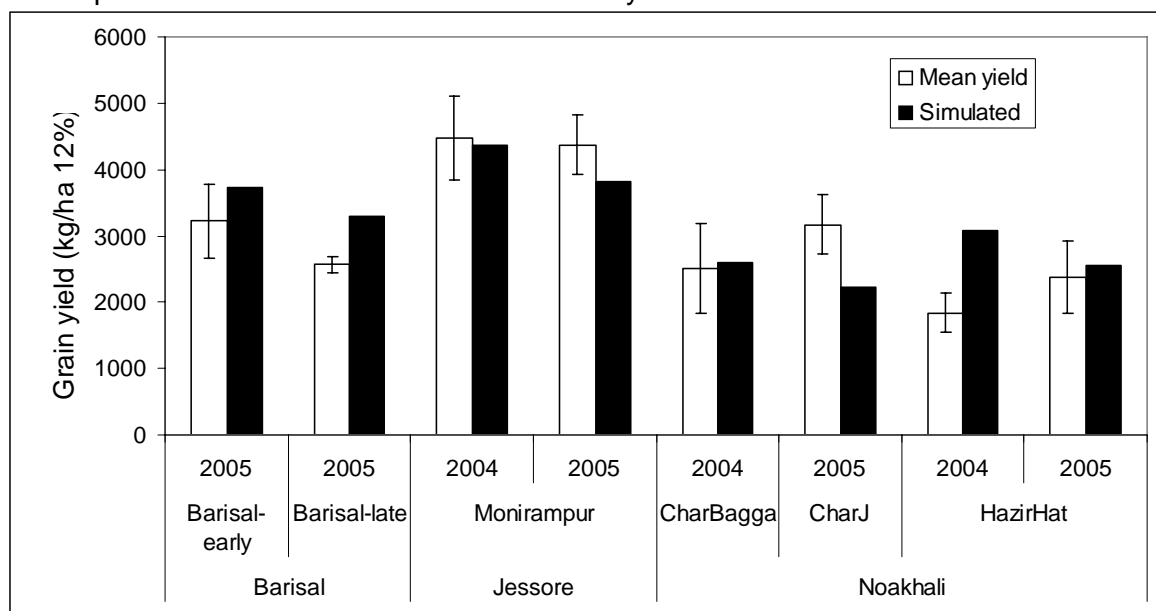 6000
5000
4000
3000
2000
1000
0
Grain yield (kg/ha 12%)
Mean yield
Simulated
2005 2005 2004 2005 2004 2005 2004 2005
Barisal- Barisal-late Monirampur CharBagga CharJ HazirHat
early
Barisal Jessore Noakhali